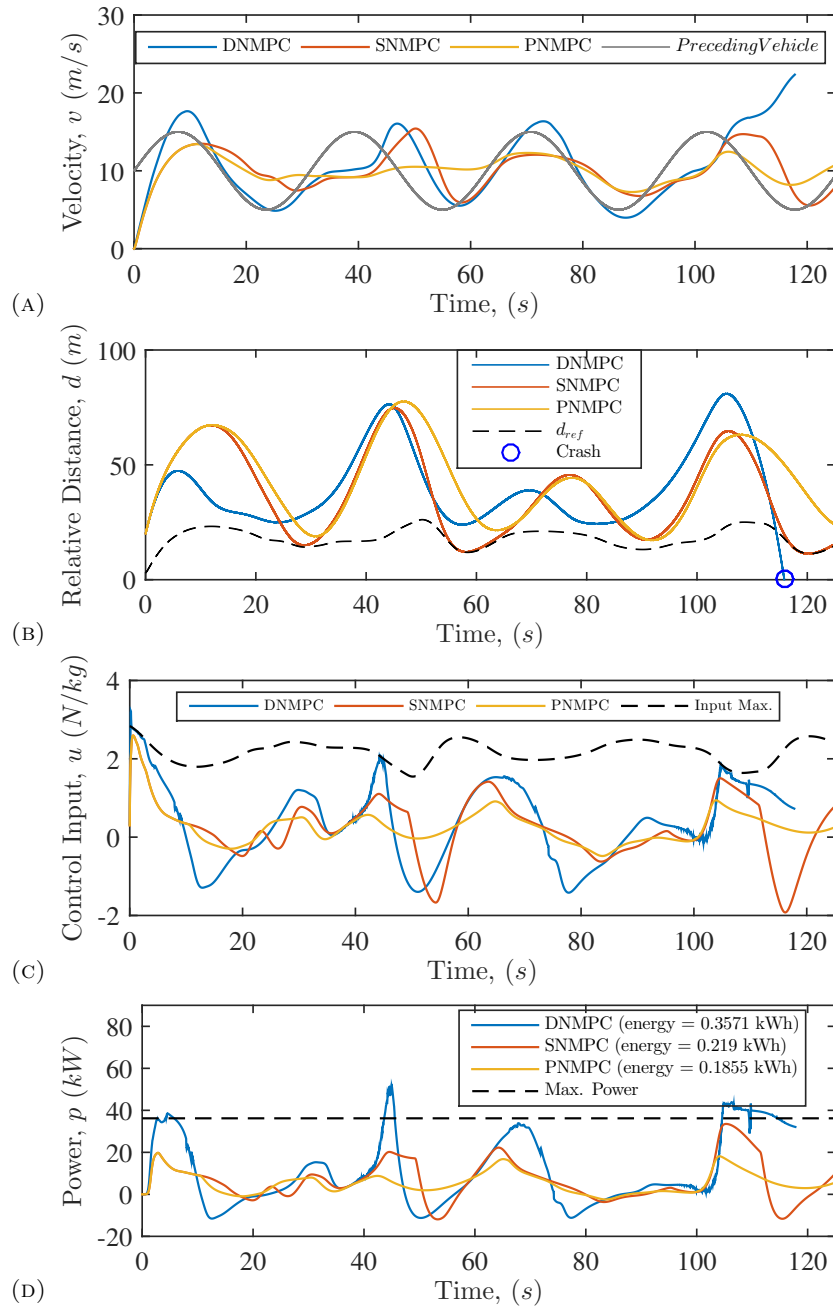 DNMPC SNMPC PNMPC PrecedingVehicle
30
20
10
0
Velocity, v (m/s)
0 20 40 60 80 100 120
Time, (s)
(A)
100
50
0
Relative Distance, d (m)
DNMPC
SNMPC
PNMPC
d_ref
Crash
0 20 40 60 80 100 120
Time, (s)
(B)
4
2
0
-2
Control Input, u (N/kg)
DNMPC SNMPC PNMPC Input Max.
0 20 40 60 80 100 120
Time, (s)
(C)
80
60
40
20
0
-20
Power, p (kW)
DNMPC (energy = 0.3571 kWh)
SNMPC (energy = 0.219 kWh)
PNMPC (energy = 0.1855 kWh)
Max. Power
0 20 40 60 80 100 120
Time, (s)
(D)